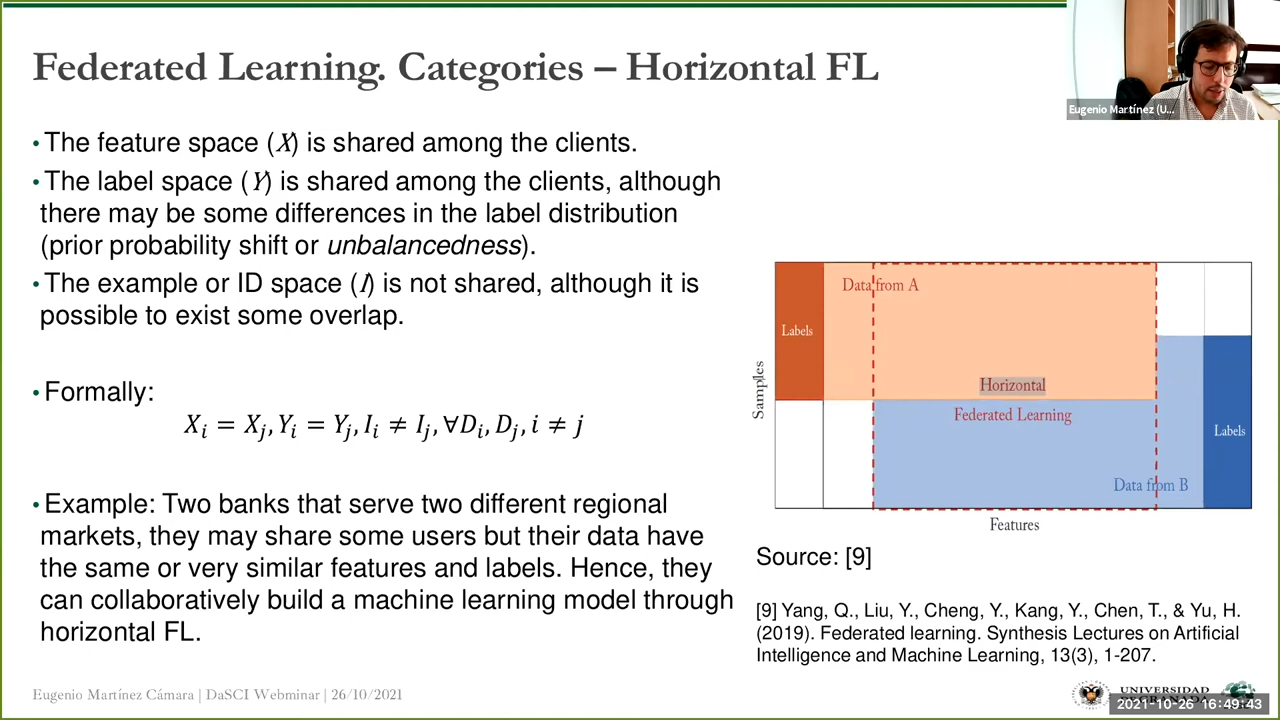 Federated Learning. Categories – Horizontal FL
Eugenio Martínez (U...
• The feature space (X) is shared among the clients.
• The label space (Y) is shared among the clients, although
there may be some differences in the label distribution
(prior probability shift or unbalancedness).
• The example or ID space (I) is not shared, although it is
possible to exist some overlap.
• Formally:
X_i = X_j, Y_i = Y_j, I_i ≠ I_j, ∀D_i, D_j, i ≠ j
• Example: Two banks that serve two different regional
markets, they may share some users but their data have
the same or very similar features and labels. Hence, they
can collaboratively build a machine learning model through
horizontal FL.
Data from A
Labels
Samples
Horizontal
Federated Learning
Labels
Data from B
Features
Source: [9]
[9] Yang, Q., Liu, Y., Cheng, Y., Kang, Y., Chen, T., & Yu, H.
(2019). Federated learning. Synthesis Lectures on Artificial
Intelligence and Machine Learning, 13(3), 1-207.
Eugenio Martínez Cámara | DaSCI Webminar | 26/10/2021
UNIVERSIDAD
DE GRANADA
2021-10-26 16:49:43